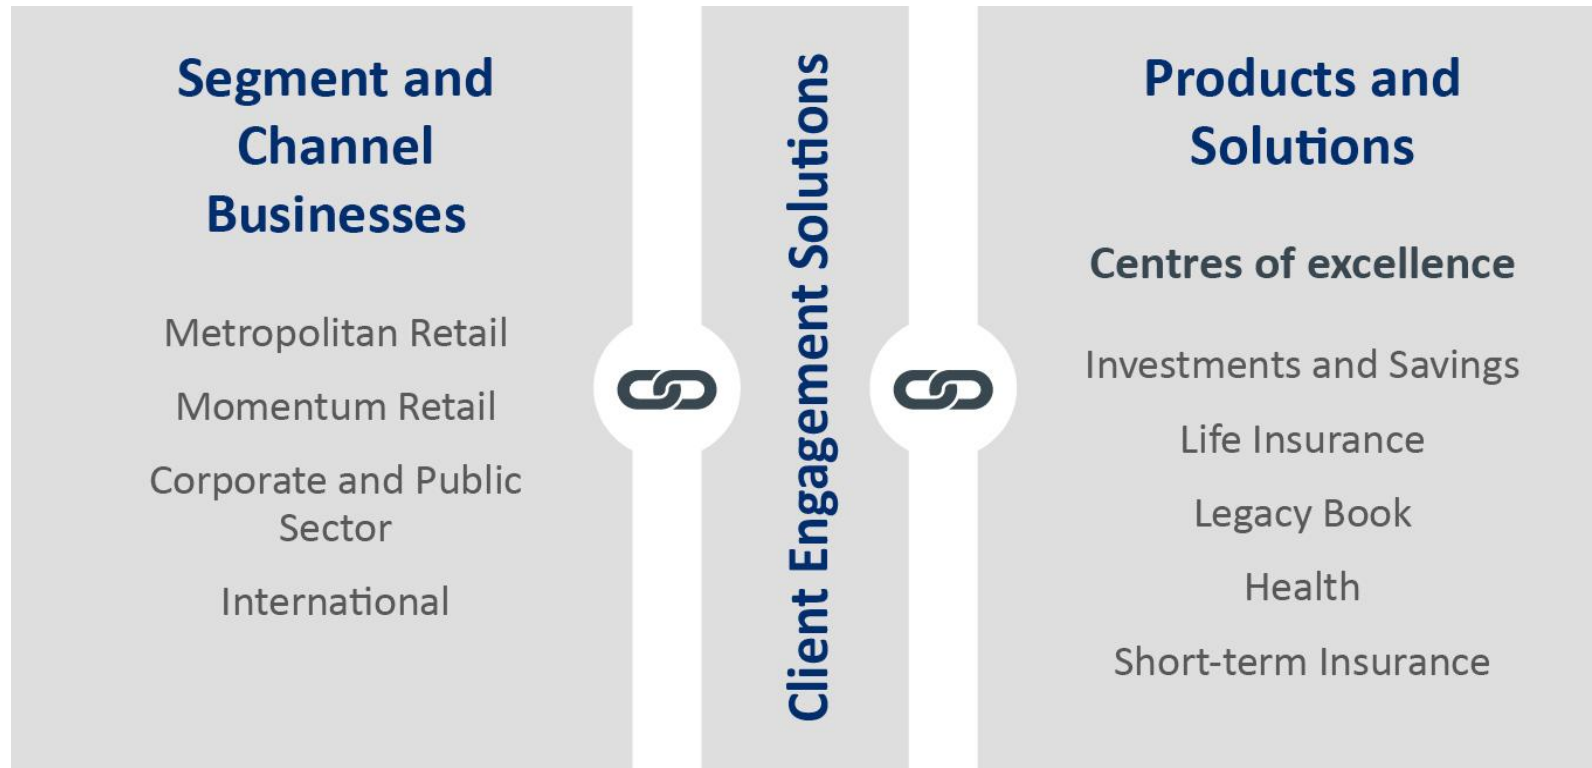 Segment and
Channel
Businesses
Metropolitan Retail
Momentum Retail
Corporate and Public
Sector
International
Client Engagement Solutions
Products and
Solutions
Centres of excellence
Investments and Savings
Life Insurance
Legacy Book
Health
Short-term Insurance